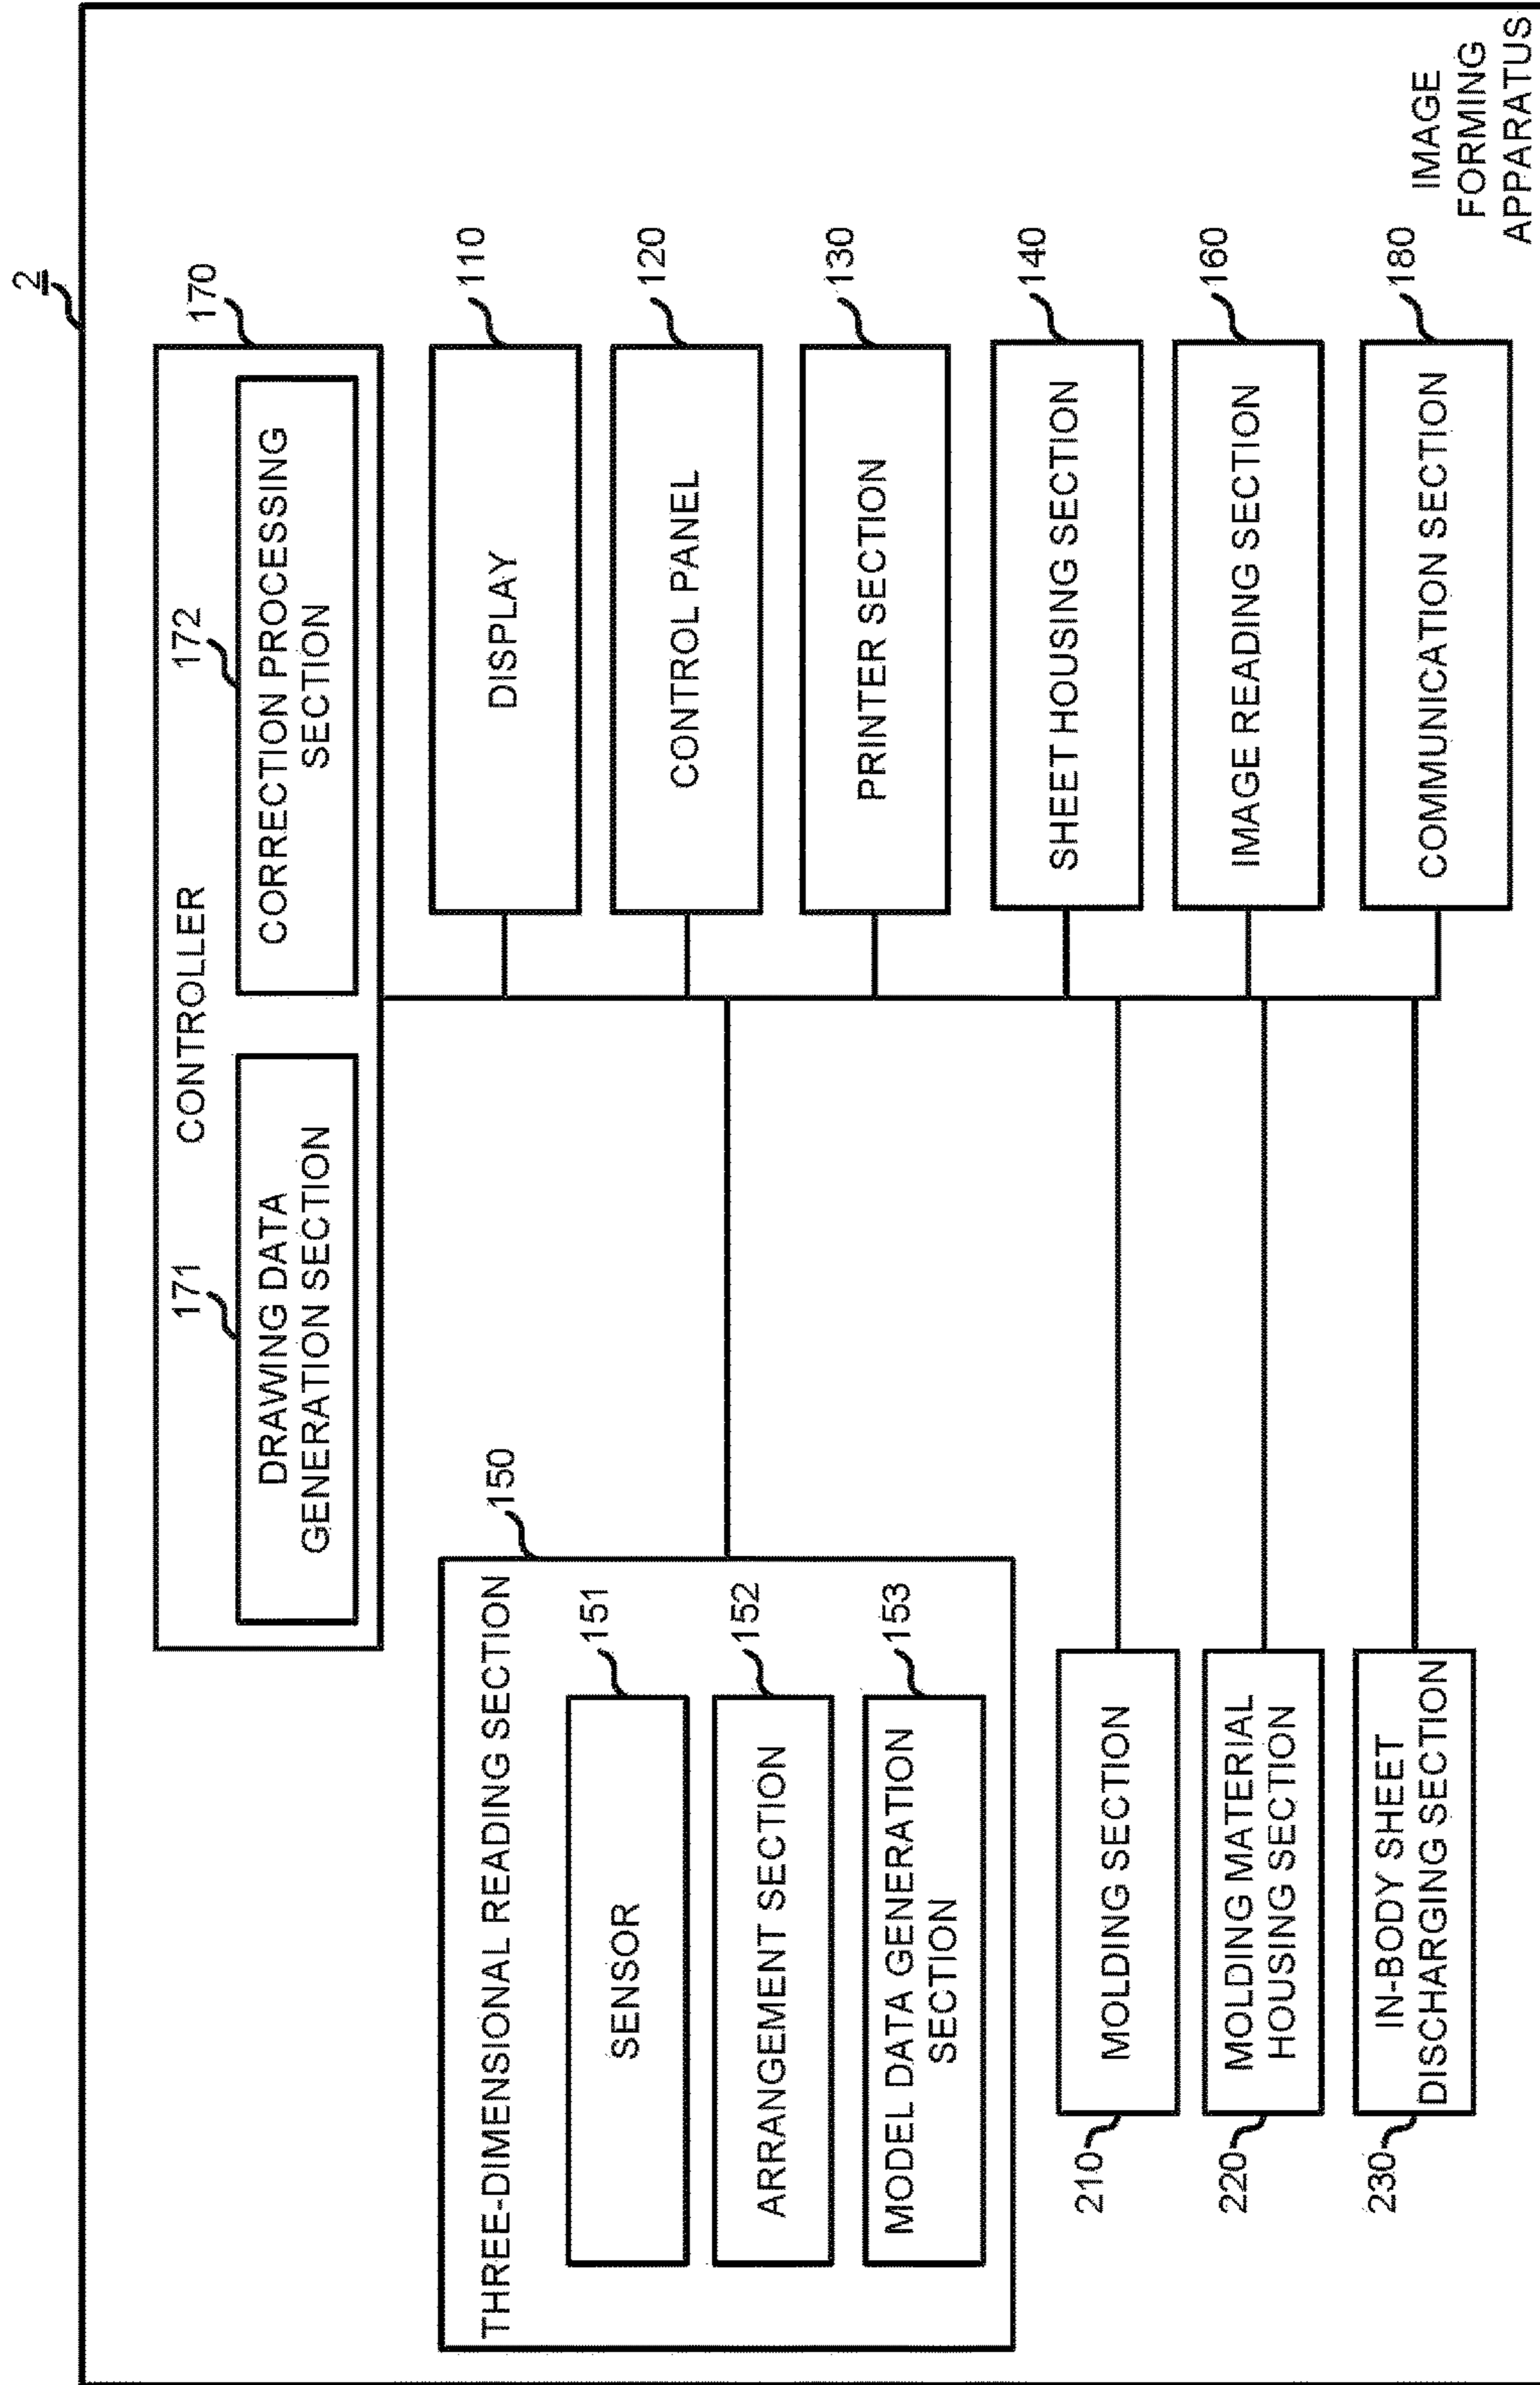 2
170
CONTROLLER
171
172
DRAWING DATA
GENERATION SECTION
CORRECTION PROCESSING
SECTION
150
THREE-DIMENSIONAL READING SECTION
151
SENSOR
152
ARRANGEMENT SECTION
153
MODEL DATA GENERATION
SECTION
110
DISPLAY
120
CONTROL PANEL
130
PRINTER SECTION
140
SHEET HOUSING SECTION
160
IMAGE READING SECTION
180
COMMUNICATION SECTION
210
MOLDING SECTION
220
MOLDING MATERIAL
HOUSING SECTION
230
IN-BODY SHEET
DISCHARGING SECTION
IMAGE
FORMING
APPARATUS